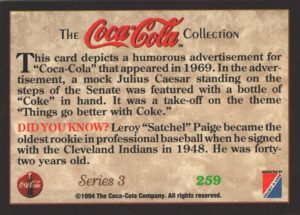 The Coca-Cola Collection
This card depicts a humorous advertisement for
"Coca-Cola" that appeared in 1969. In the adver-
tisement, a mock Julius Caesar standing on the
steps of the Senate was featured with a bottle of
"Coke" in hand. It was a take-off on the theme
"Things go better with Coke."
DID YOU KNOW? Leroy "Satchel" Paige became the
oldest rookie in professional baseball when he signed
with the Cleveland Indians in 1948. He was forty-
two years old.
Series 3
259
©1994 The Coca-Cola Company. All rights reserved.
Coca-Cola